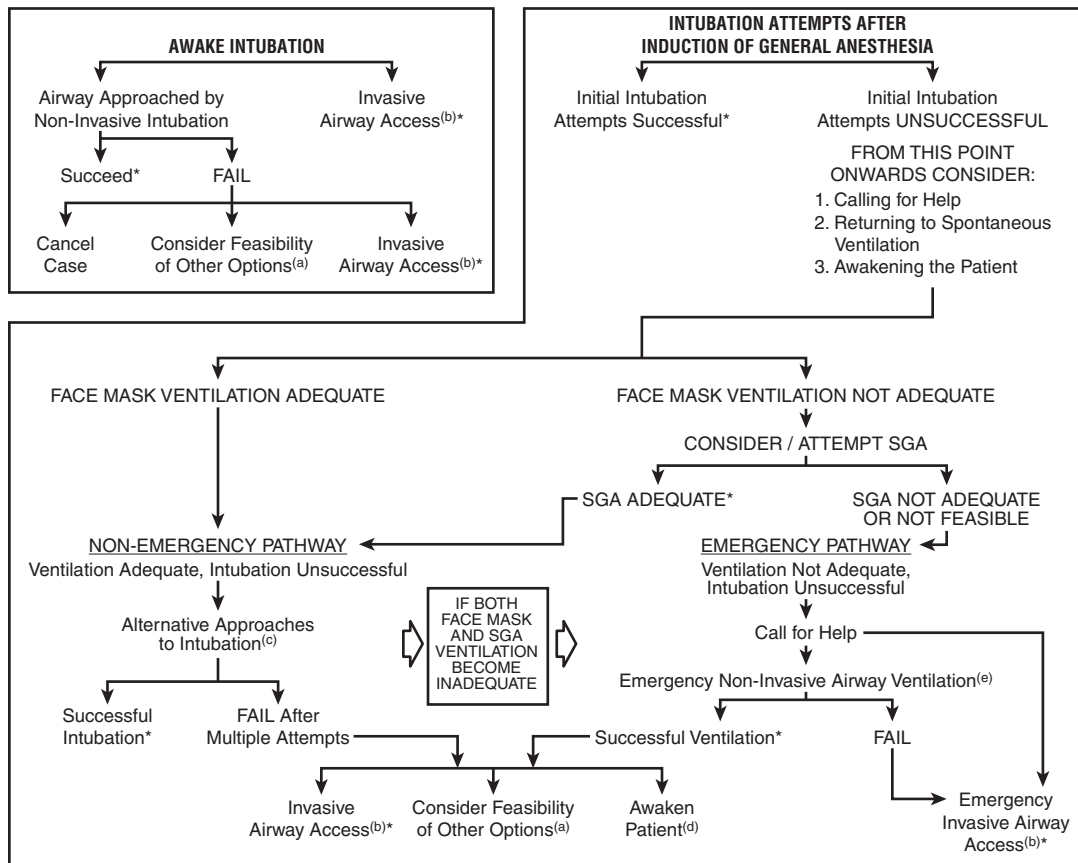 AWAKE INTUBATION
Airway Approached by
Non-Invasive Intubation
Invasive
Airway Access(b)*
Succeed*
FAIL
Cancel
Case
Consider Feasibility
of Other Options(a)
Invasive
Airway Access(b)*
INTUBATION ATTEMPTS AFTER
INDUCTION OF GENERAL ANESTHESIA
Initial Intubation
Attempts Successful*
Initial Intubation
Attempts UNSUCCESSFUL
FROM THIS POINT
ONWARDS CONSIDER:
1. Calling for Help
2. Returning to Spontaneous
Ventilation
3. Awakening the Patient
FACE MASK VENTILATION ADEQUATE
FACE MASK VENTILATION NOT ADEQUATE
CONSIDER / ATTEMPT SGA
SGA ADEQUATE*
SGA NOT ADEQUATE
OR NOT FEASIBLE
NON-EMERGENCY PATHWAY
Ventilation Adequate, Intubation Unsuccessful
EMERGENCY PATHWAY
Ventilation Not Adequate,
Intubation Unsuccessful
Alternative Approaches
to Intubation(c)
IF BOTH
FACE MASK
AND SGA
VENTILATION
BECOME
INADEQUATE
Call for Help
Emergency Non-Invasive Airway Ventilation(e)
Successful
Intubation*
FAIL After
Multiple Attempts
Successful Ventilation*
FAIL
Invasive
Airway Access(b)*
Consider Feasibility
of Other Options(a)
Awaken
Patient(d)
Emergency
Invasive Airway
Access(b)*